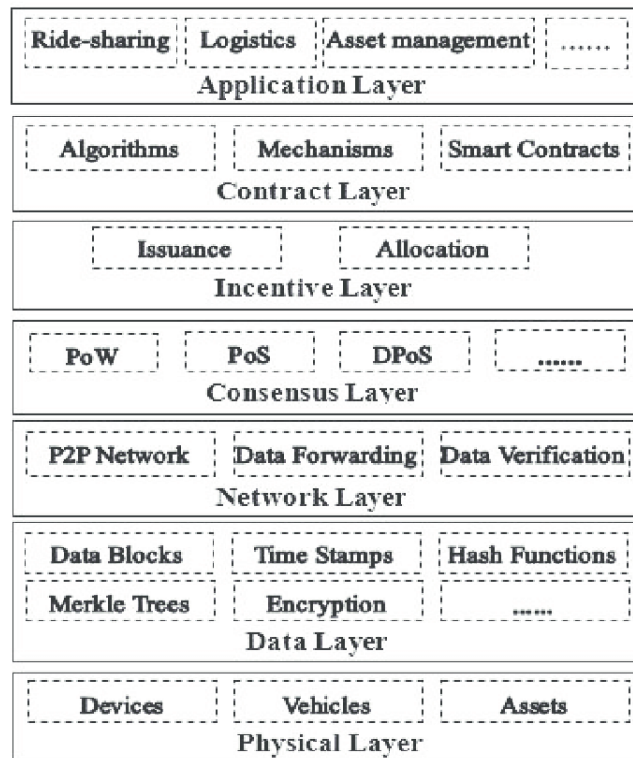 Ride-sharing Logistics Asset management ......
Application Layer
Algorithms Mechanisms Smart Contracts
Contract Layer
Issuance Allocation
Incentive Layer
PoW PoS DPoS ......
Consensus Layer
P2P Network Data Forwarding Data Verification
Network Layer
Data Blocks Time Stamps Hash Functions
Merkle Trees Encryption ......
Data Layer
Devices Vehicles Assets
Physical Layer